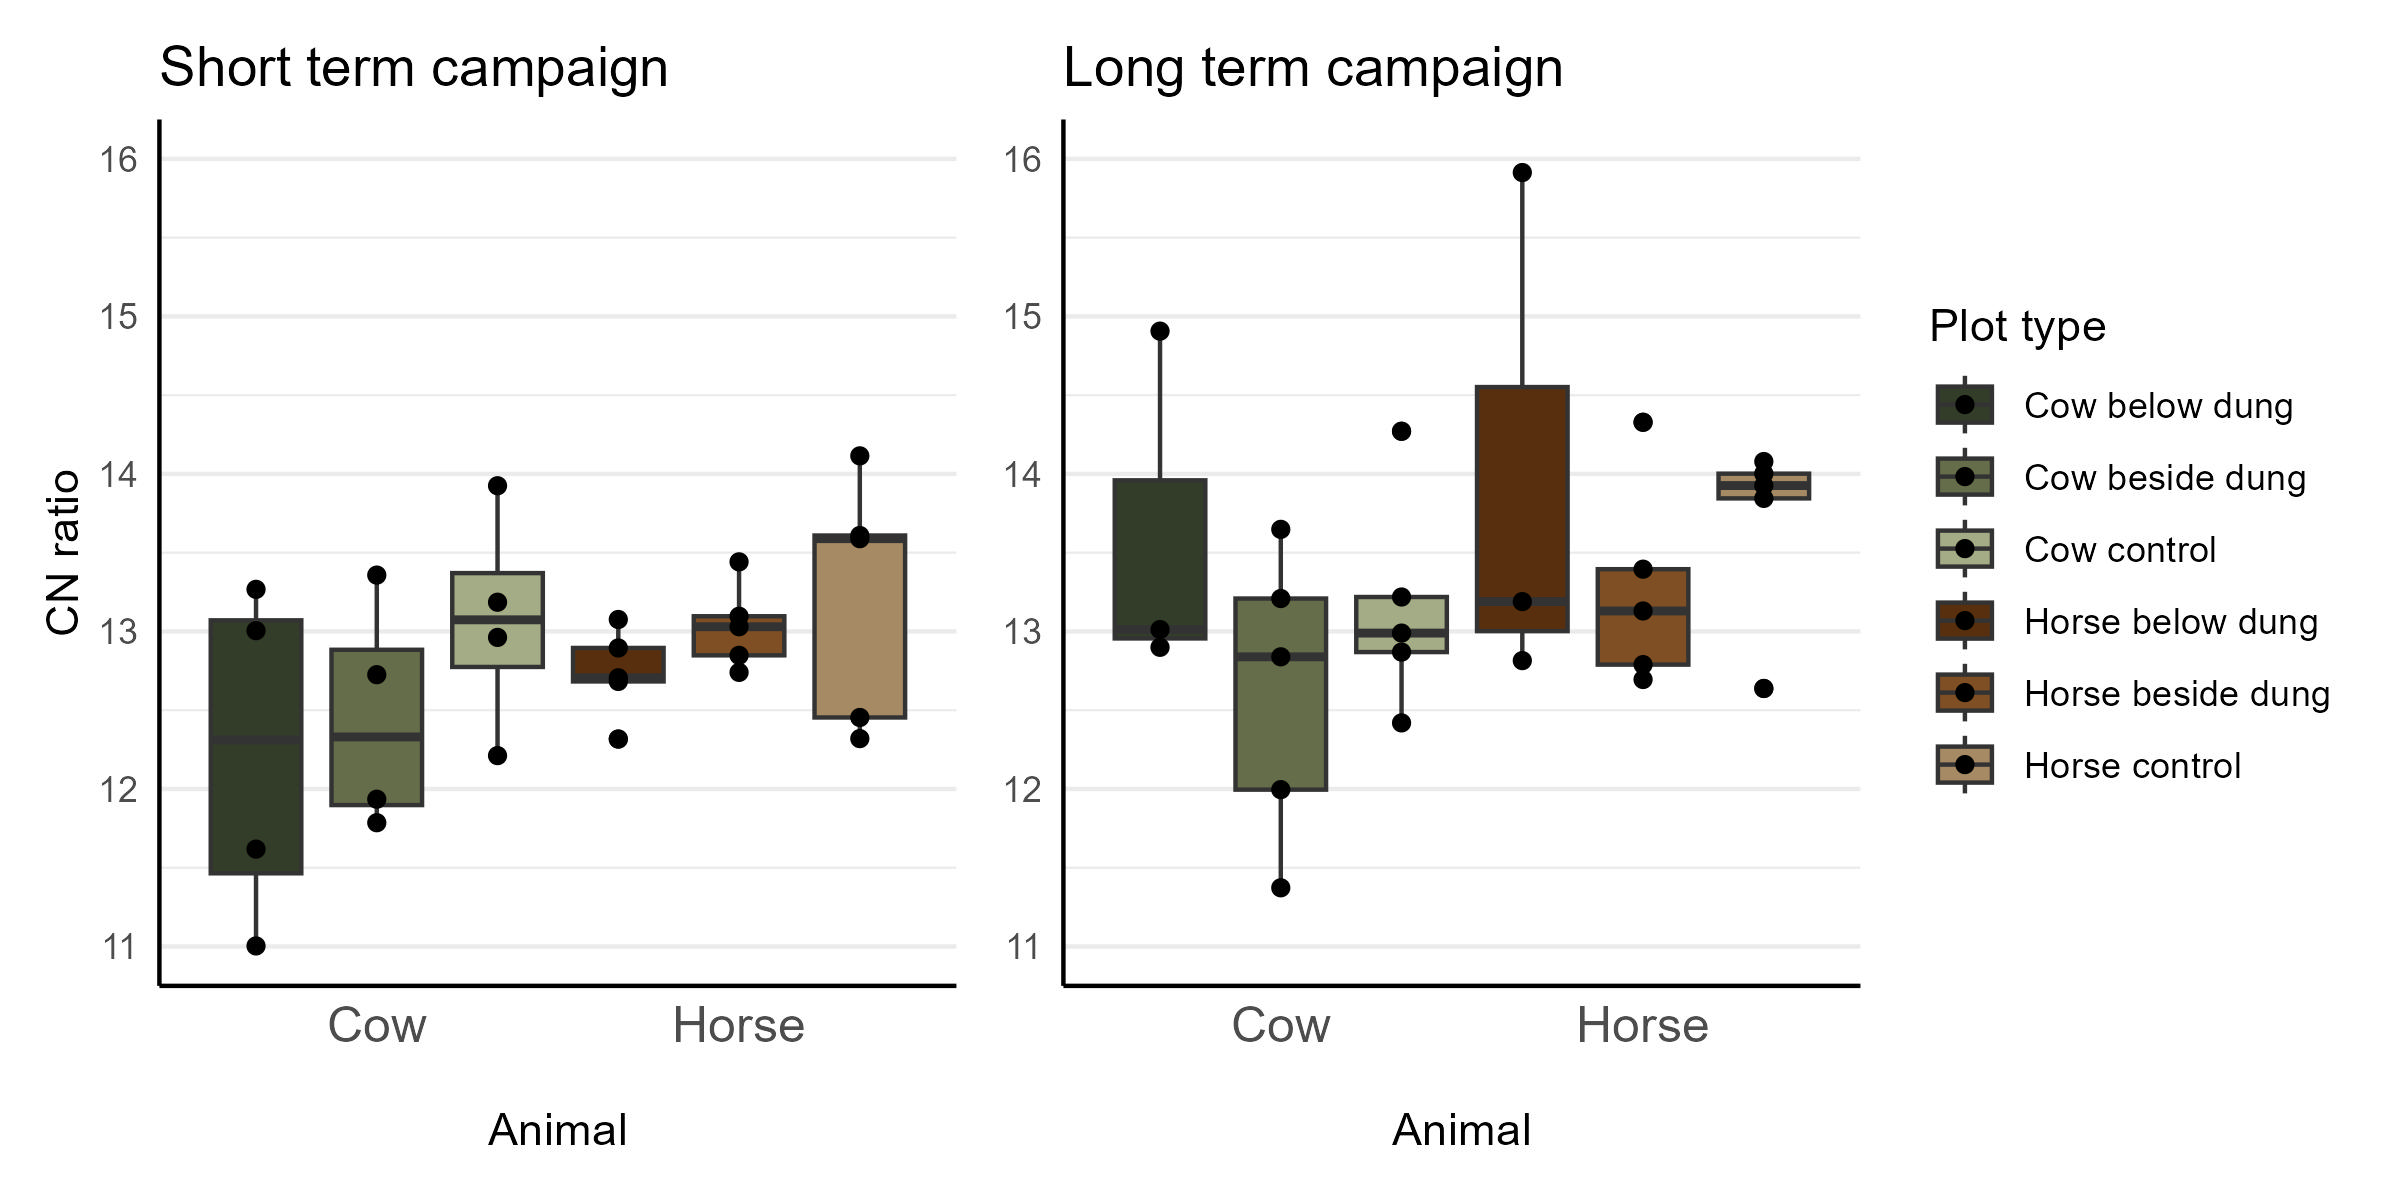 Short term campaign
Long term campaign
CN ratio
16
15
14
13
12
11
Cow
Horse
Animal
16
15
14
13
12
11
Cow
Horse
Animal
Plot type
Cow below dung
Cow beside dung
Cow control
Horse below dung
Horse beside dung
Horse control